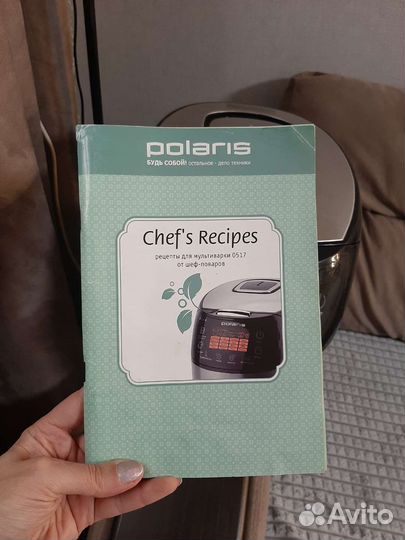 polaris
БУДЬ СОБОЙ! ОСТАЛЬНОЕ - ДЕЛО ТЕХНИКИ
Chef's Recipes
рецепты для мультиварки 0517
от шеф-поваров
polaris
Avito